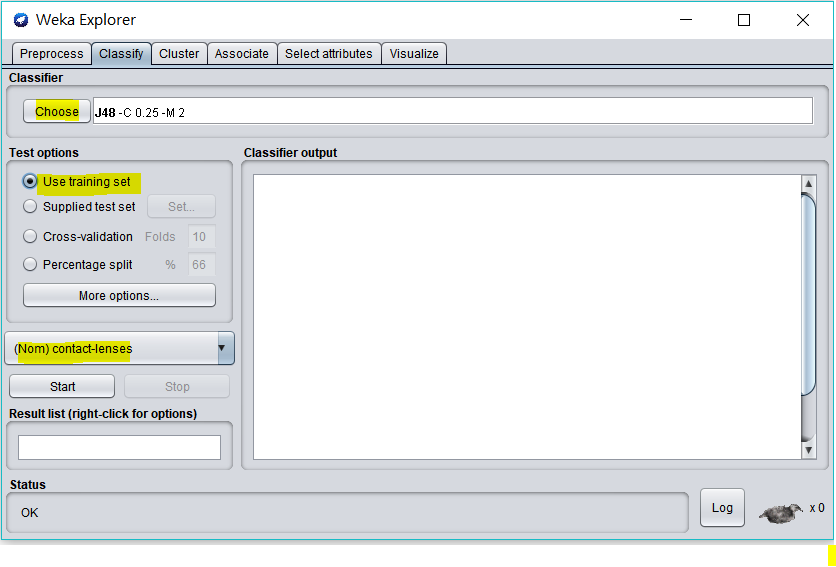 Weka Explorer
Preprocess Classify Cluster Associate Select attributes Visualize
Classifier
Choose J48 -C 0.25 -M 2
Test options
Use training set
Supplied test set Set...
Cross-validation Folds 10
Percentage split % 66
More options...
(Nom) contact-lenses
Start Stop
Result list (right-click for options)
Classifier output
Status
OK
Log x 0